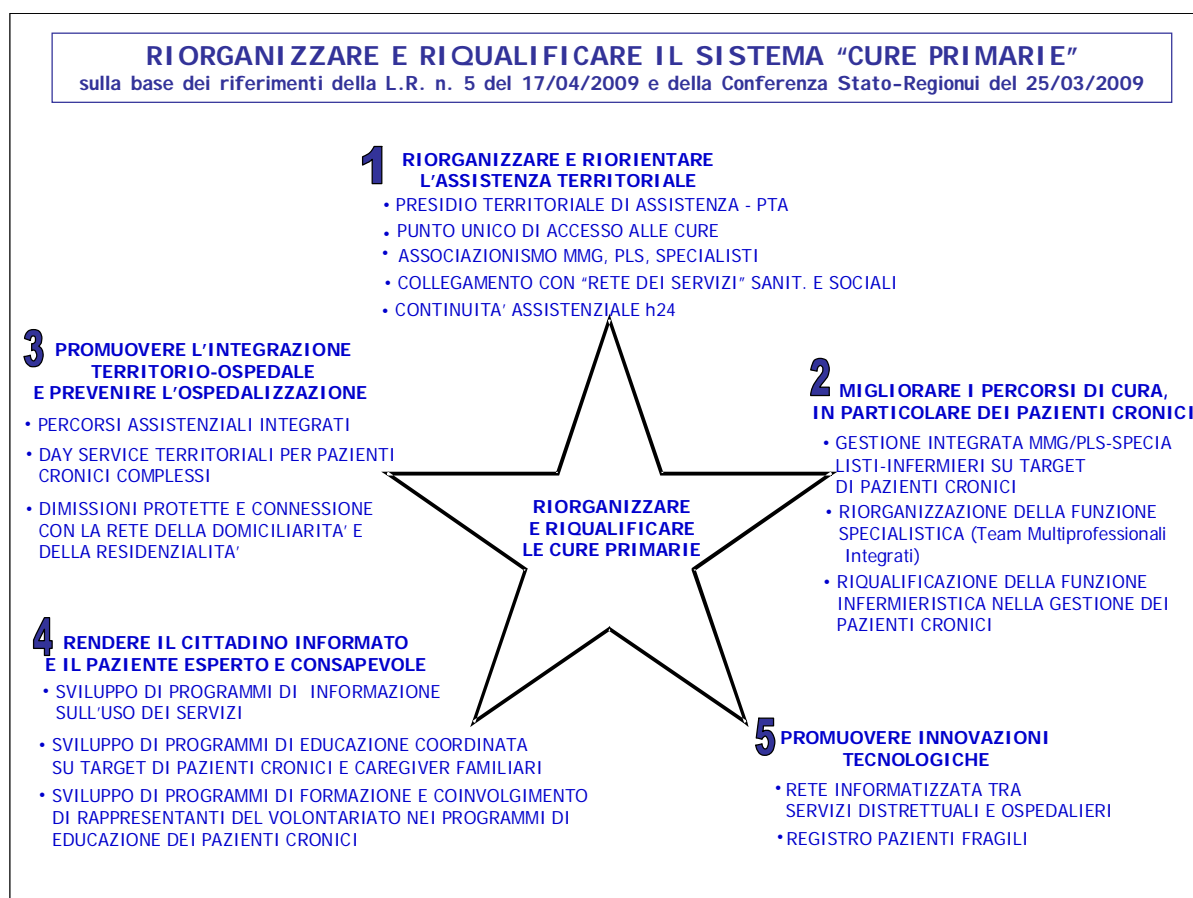 RIORGANIZZARE E RIQUALIFICARE IL SISTEMA “CURE PRIMARIE”
sulla base dei riferimenti della L.R. n. 5 del 17/04/2009 e della Conferenza Stato-Regionui del 25/03/2009
1 RIORGANIZZARE E RIORIENTARE
L’ASSISTENZA TERRITORIALE
• PRESIDIO TERRITORIALE DI ASSISTENZA - PTA
• PUNTO UNICO DI ACCESSO ALLE CURE
• ASSOCIAZIONISMO MMG, PLS, SPECIALISTI
• COLLEGAMENTO CON “RETE DEI SERVIZI” SANIT. E SOCIALI
• CONTINUITA’ ASSISTENZIALE h24
2 MIGLIORARE I PERCORSI DI CURA,
IN PARTICOLARE DEI PAZIENTI CRONICI
• GESTIONE INTEGRATA MMG/PLS-SPECIA
LISTI-INFERMIERI SU TARGET
DI PAZIENTI CRONICI
• RIORGANIZZAZIONE DELLA FUNZIONE
SPECIALISTICA (Team Multiprofessionali
Integrati)
• RIQUALIFICAZIONE DELLA FUNZIONE
INFERMIERISTICA NELLA GESTIONE DEI
PAZIENTI CRONICI
3 PROMUOVERE L’INTEGRAZIONE
TERRITORIO-OSPEDALE
E PREVENIRE L’OSPEDALIZZAZIONE
• PERCORSI ASSISTENZIALI INTEGRATI
• DAY SERVICE TERRITORIALI PER PAZIENTI
CRONICI COMPLESSI
• DIMISSIONI PROTETTE E CONNESSIONE
CON LA RETE DELLA DOMICILIARITA’ E
DELLA RESIDENZIALITA’
RIORGANIZZARE
E RIQUALIFICARE
LE CURE PRIMARIE
4 RENDERE IL CITTADINO INFORMATO
E IL PAZIENTE ESPERTO E CONSAPEVOLE
• SVILUPPO DI PROGRAMMI DI INFORMAZIONE
SULL’USO DEI SERVIZI
• SVILUPPO DI PROGRAMMI DI EDUCAZIONE COORDINATA
SU TARGET DI PAZIENTI CRONICI E CAREGIVER FAMILIARI
• SVILUPPO DI PROGRAMMI DI FORMAZIONE E COINVOLGIMENTO
DI RAPPRESENTANTI DEL VOLONTARIATO NEI PROGRAMMI DI
EDUCAZIONE DEI PAZIENTI CRONICI
5 PROMUOVERE INNOVAZIONI
TECNOLOGICHE
• RETE INFORMATIZZATA TRA
SERVIZI DISTRETTUALI E OSPEDALIERI
• REGISTRO PAZIENTI FRAGILI